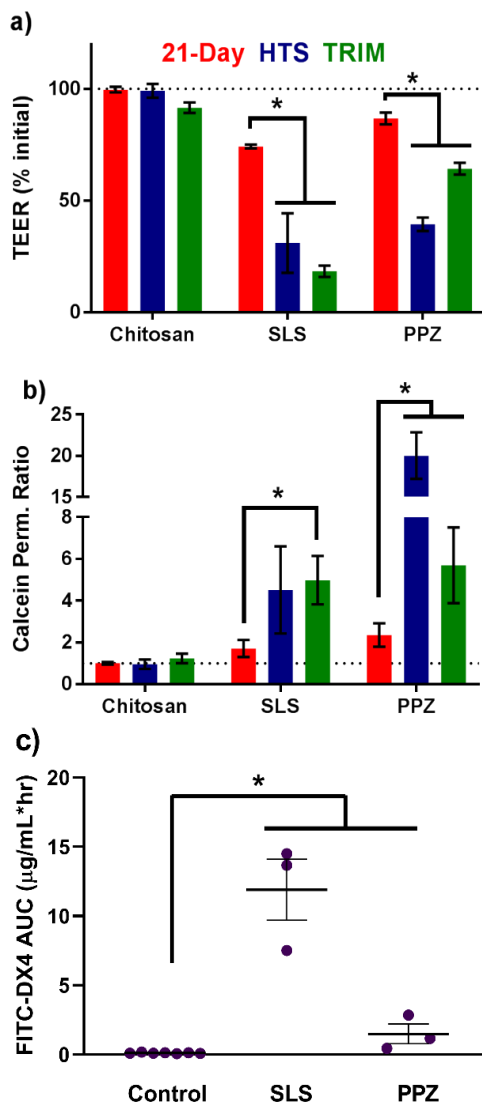 a)
21-Day HTS TRIM
TEER (% initial)
100
50
0
*
*
Chitosan SLS PPZ
b)
Calcein Perm. Ratio
25
20
15
8
6
4
2
0
*
*
Chitosan SLS PPZ
c)
FITC-DX4 AUC (μg/mL*hr)
20
15
10
5
0
*
Control SLS PPZ